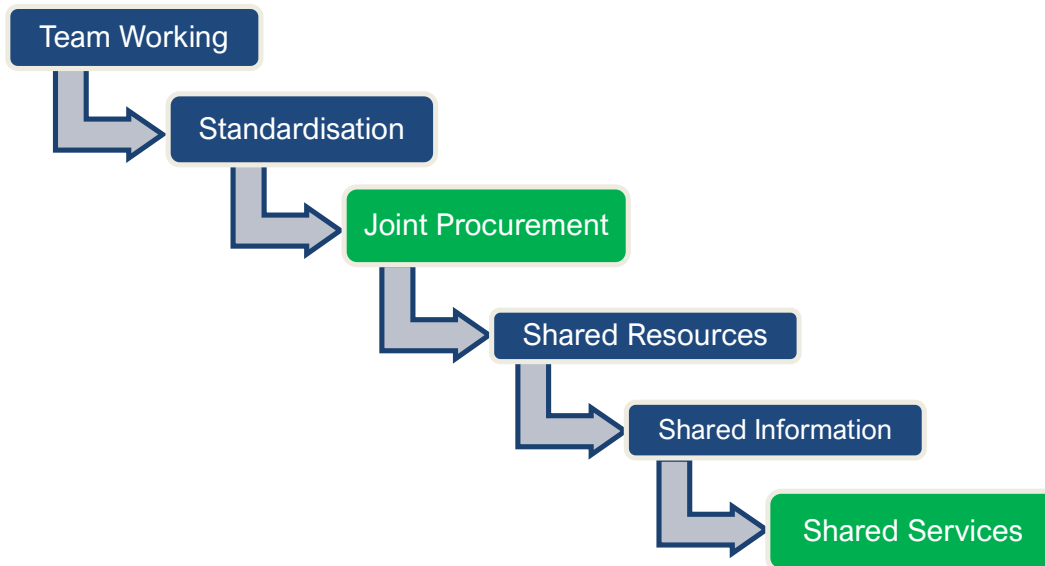 Team Working
Standardisation
Joint Procurement
Shared Resources
Shared Information
Shared Services